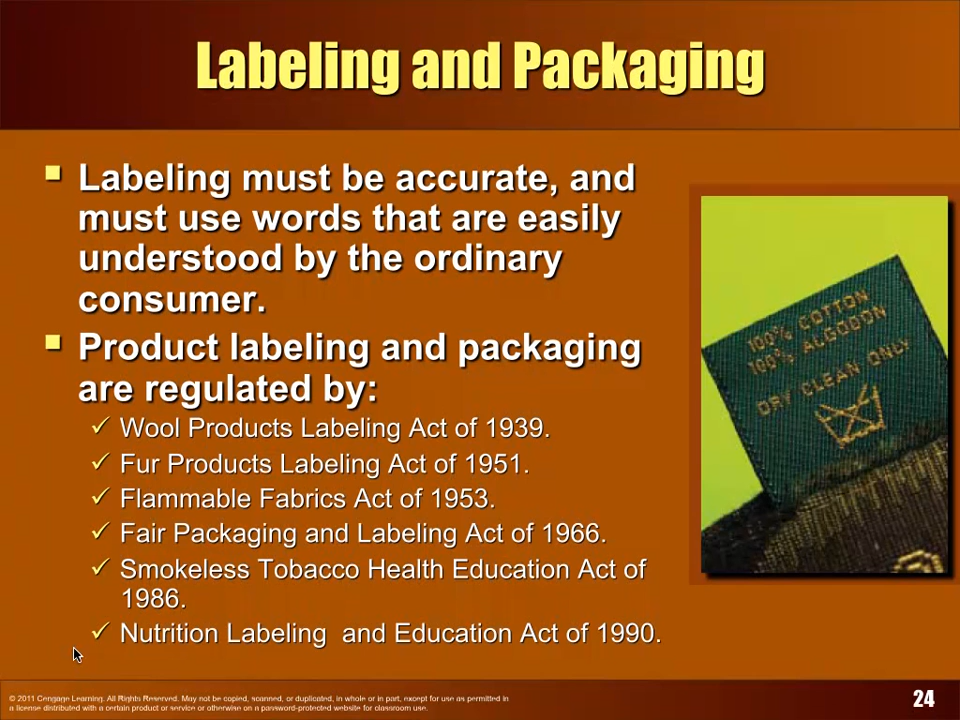 Labeling and Packaging
Labeling must be accurate, and
must use words that are easily
understood by the ordinary
consumer.
Product labeling and packaging
are regulated by:
Wool Products Labeling Act of 1939.
Fur Products Labeling Act of 1951.
Flammable Fabrics Act of 1953.
Fair Packaging and Labeling Act of 1966.
Smokeless Tobacco Health Education Act of
1986.
Nutrition Labeling  and Education Act of 1990.
100% COTTON
100% ALGODON
DRY CLEAN ONLY
© 2011 Cengage Learning. All Rights Reserved. May not be copied, scanned, or duplicated, in whole or in part, except for use as permitted in
a license distributed with a certain product or service or otherwise on a password-protected website for classroom use.
24